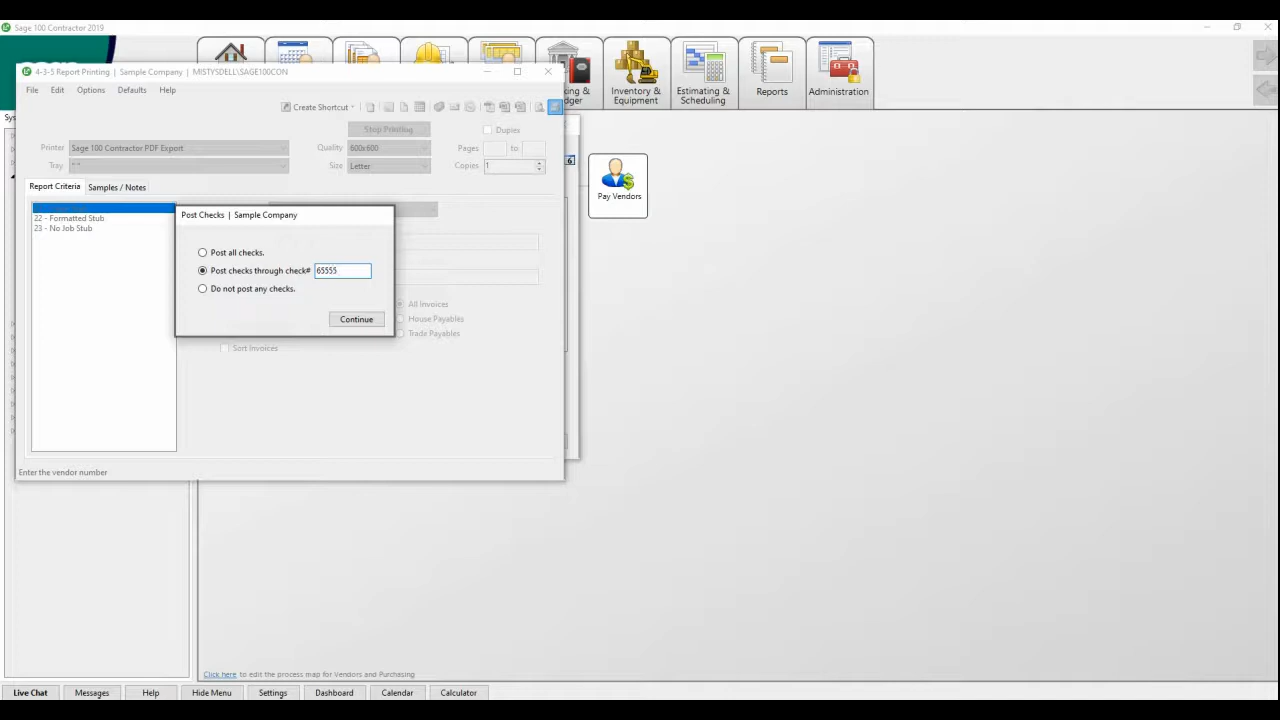 Sage 100 Contractor 2019
4-3-5 Report Printing | Sample Company | MISTYSDELL\SAGE100CON
File Edit Options Defaults Help
Inventory & Equipment
Estimating & Scheduling
Reports
Administration
Create Shortcut
Stop Printing
Duplex
Printer Sage 100 Contractor PDF Export
Quality 600x600
Pages to
Tray " "
Size Letter
Copies 1
Report Criteria Samples / Notes
22 - Formatted Stub
23 - No Job Stub
Post Checks | Sample Company
Post all checks.
Post checks through check# 65555
Do not post any checks.
Continue
All Invoices
House Payables
Trade Payables
Sort Invoices
Enter the vendor number
Pay Vendors
Click here to edit the process map for Vendors and Purchasing
Live Chat Messages Help Hide Menu Settings Dashboard Calendar Calculator